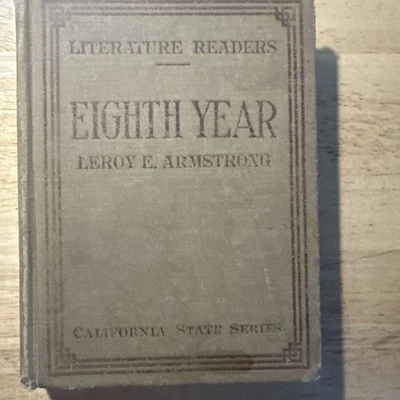 LITERATURE READERS
EIGHTH YEAR
LEROY E. ARMSTRONG
CALIFORNIA STATE SERIES